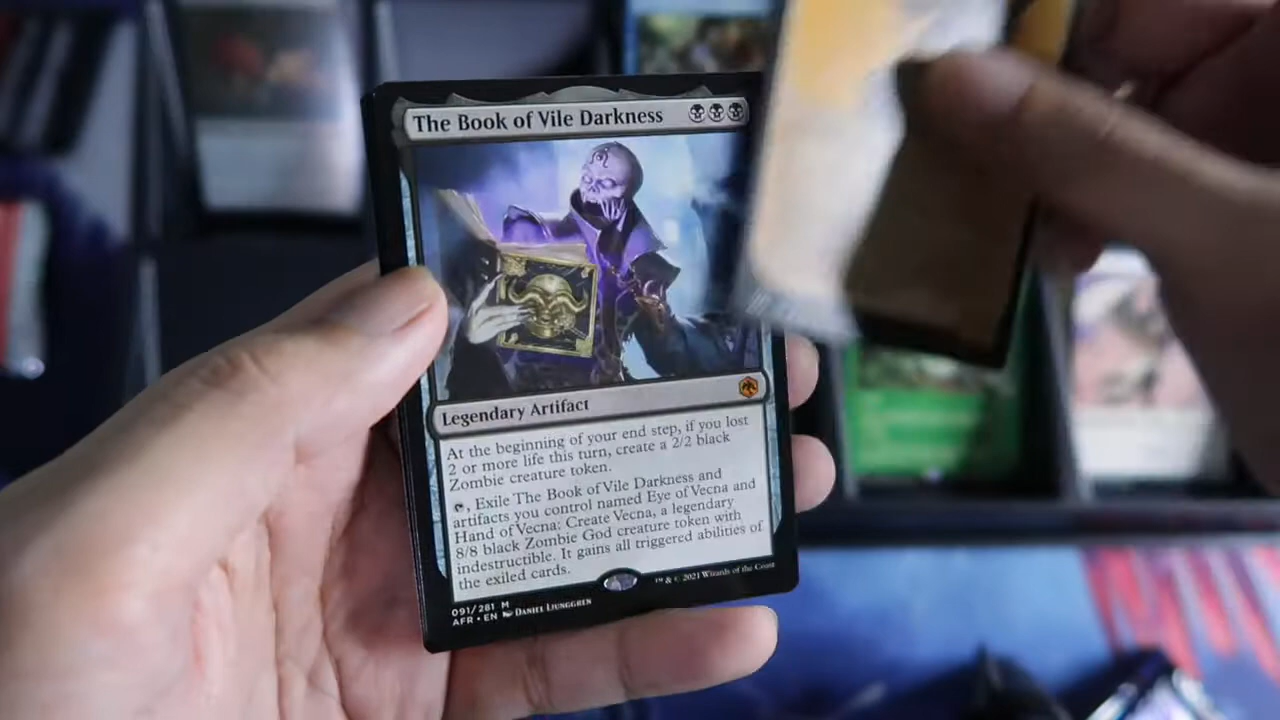 The Book of Vile Darkness
Legendary Artifact
At the beginning of your end step, if you lost
2 or more life this turn, create a 2/2 black
Zombie creature token.
, Exile The Book of Vile Darkness and
artifacts you control named Eye of Vecna and
Hand of Vecna: Create Vecna, a legendary
8/8 black Zombie God creature token with
indestructible. It gains all triggered abilities of
the exiled cards.
091/281 M
AFR • EN DANIEL LJUNGGREN
™ & © 2021 Wizards of the Coast